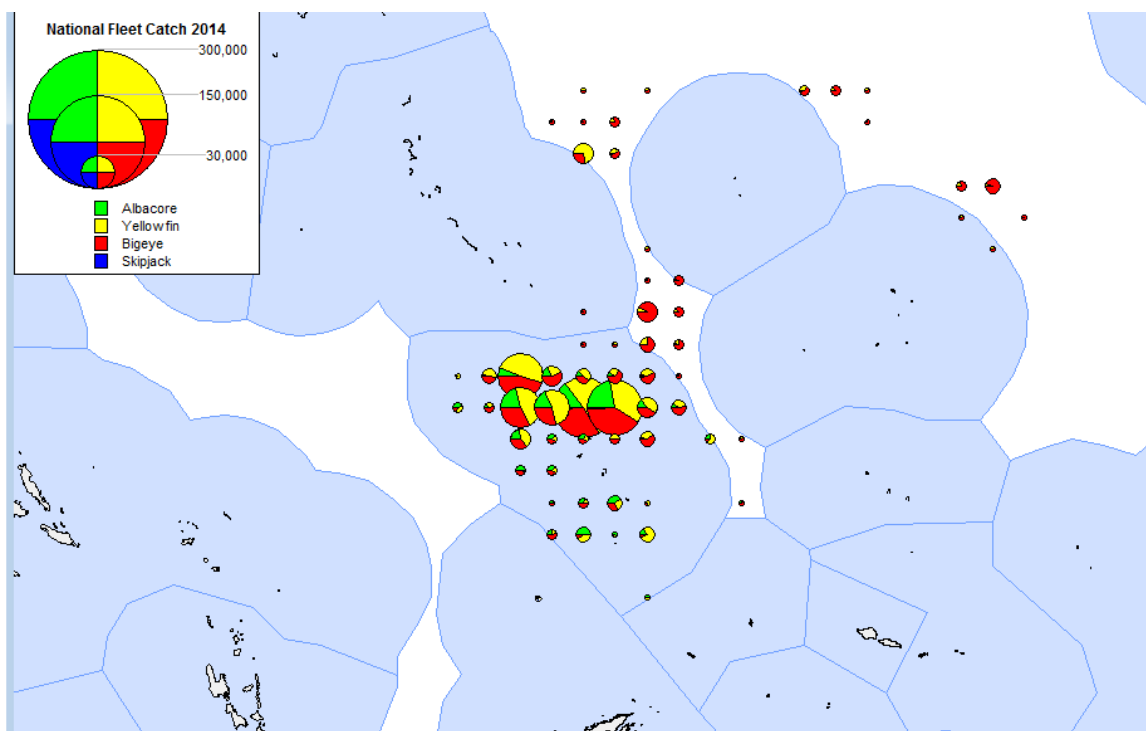 National Fleet Catch 2014
300,000
150,000
30,000
Albacore
Yellowfin
Bigeye
Skipjack